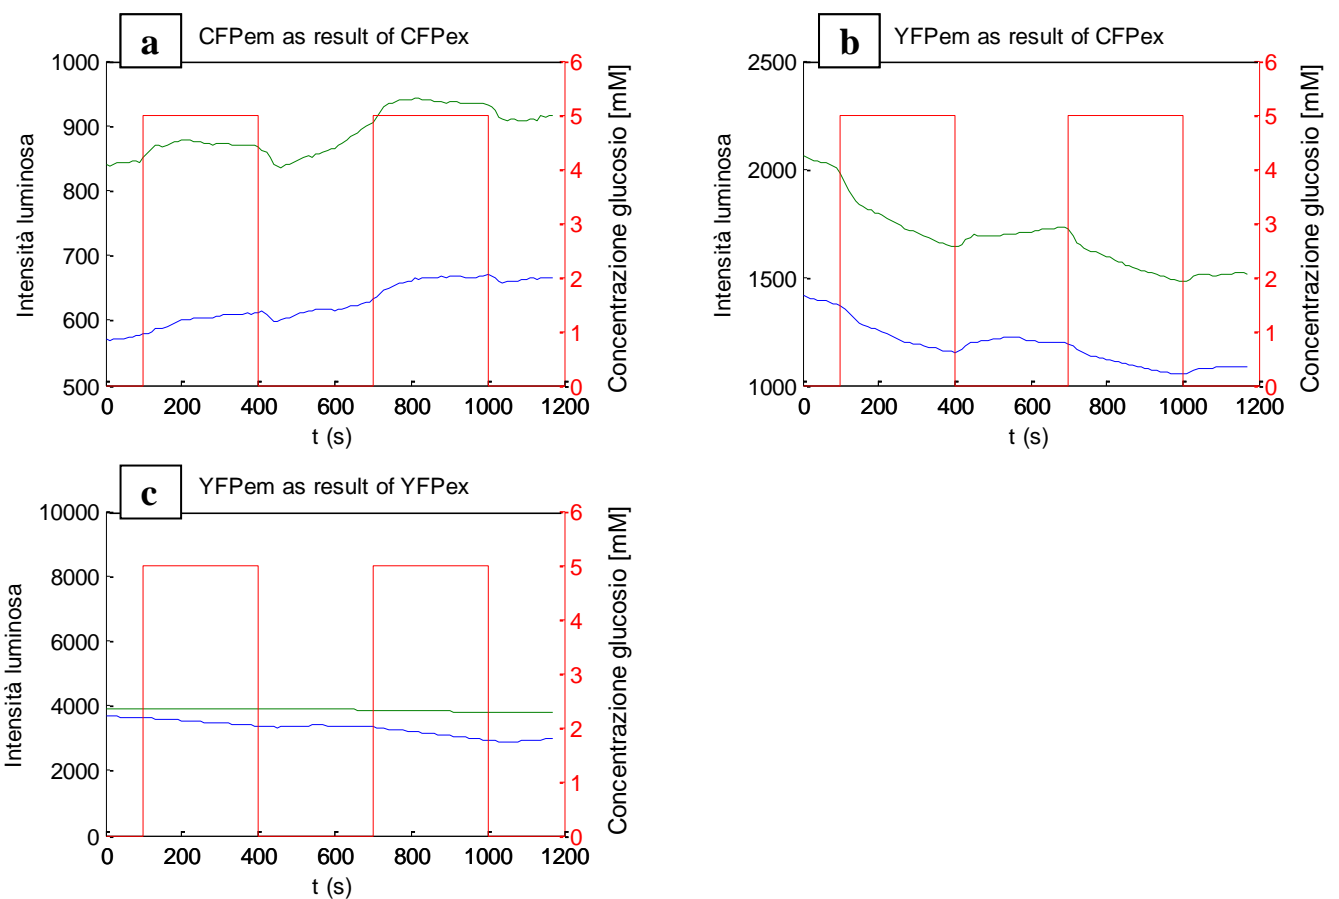 a
CFPem as result of CFPex
1000
900
800
700
600
500
Intensità luminosa
0 200 400 600 800 1000 1200
t (s)
6
5
4
3
2
1
0
Concentrazione glucosio [mM]
b
YFPem as result of CFPex
2500
2000
1500
1000
Intensità luminosa
0 200 400 600 800 1000 1200
t (s)
6
5
4
3
2
1
0
Concentrazione glucosio [mM]
c
YFPem as result of YFPex
10000
8000
6000
4000
2000
0
Intensità luminosa
0 200 400 600 800 1000 1200
t (s)
6
5
4
3
2
1
0
Concentrazione glucosio [mM]